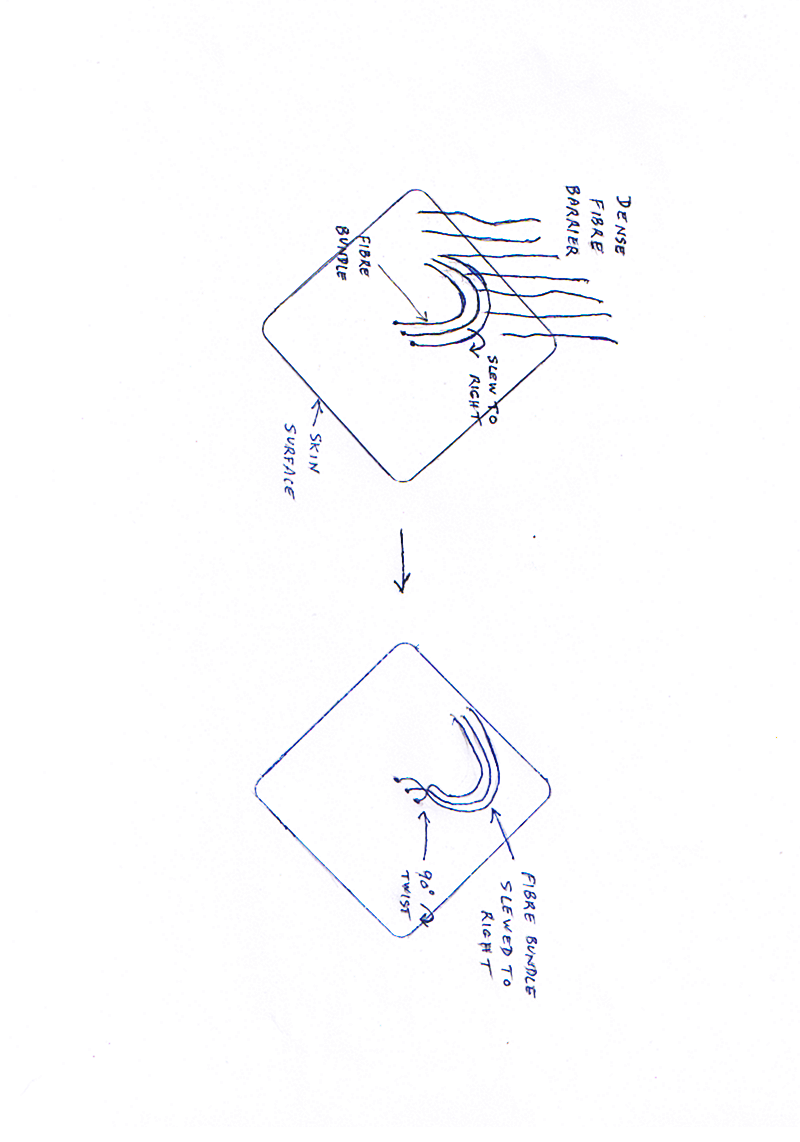 DENSE
FIBRE
BARRIER
FIBRE
BUNDLE
SLEW TO
RIGHT
SKIN
SURFACE
FIBRE BUNDLE
SLEWED TO
RIGHT
90°
TWIST